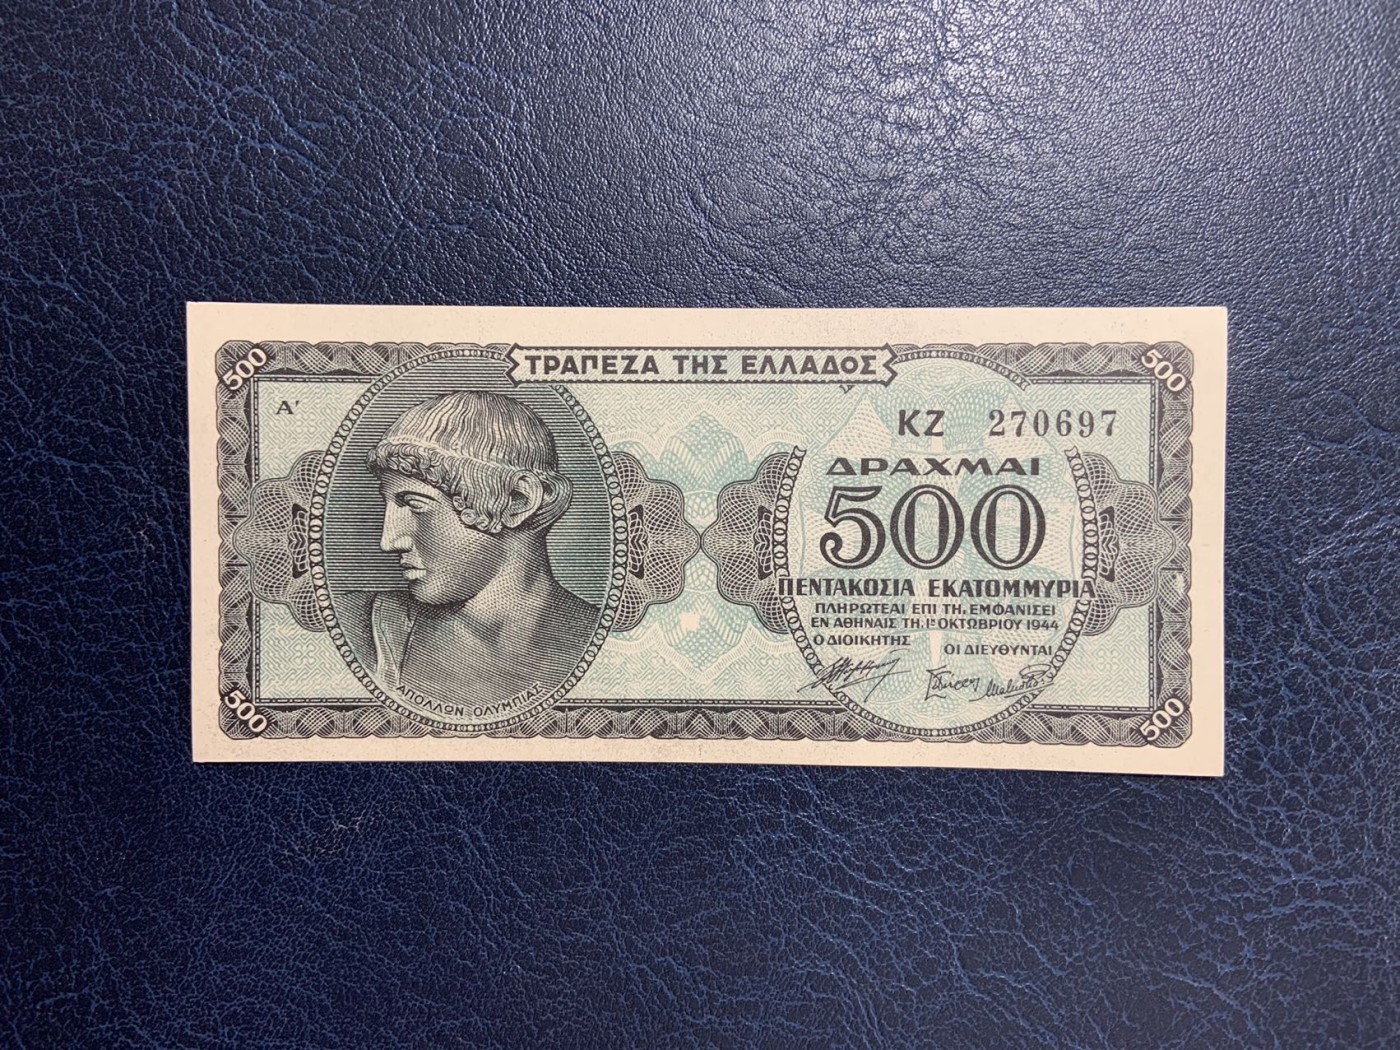 ΤΡΑΠΕΖΑ ΤΗΣ ΕΛΛΑΔΟΣ
500
500
Α'
ΚΖ 270697
ΔΡΑΧΜΑΙ
500
ΠΕΝΤΑΚΟΣΙΑ ΕΚΑΤΟΜΜΥΡΙΑ
ΠΛΗΡΩΤΕΑΙ ΕΠΙ ΤΗ, ΕΜΦΑΝΙΣΕΙ
ΕΝ ΑΘΗΝΑΙΣ ΤΗ, 1ῃ ΟΚΤΩΒΡΙΟΥ 1944
Ο ΔΙΟΙΚΗΤΗΣ
ΟΙ ΔΙΕΥΘΥΝΤΑΙ
ΑΠΟΛΛΩΝ ΟΛΥΜΠΙΑΣ
500
500